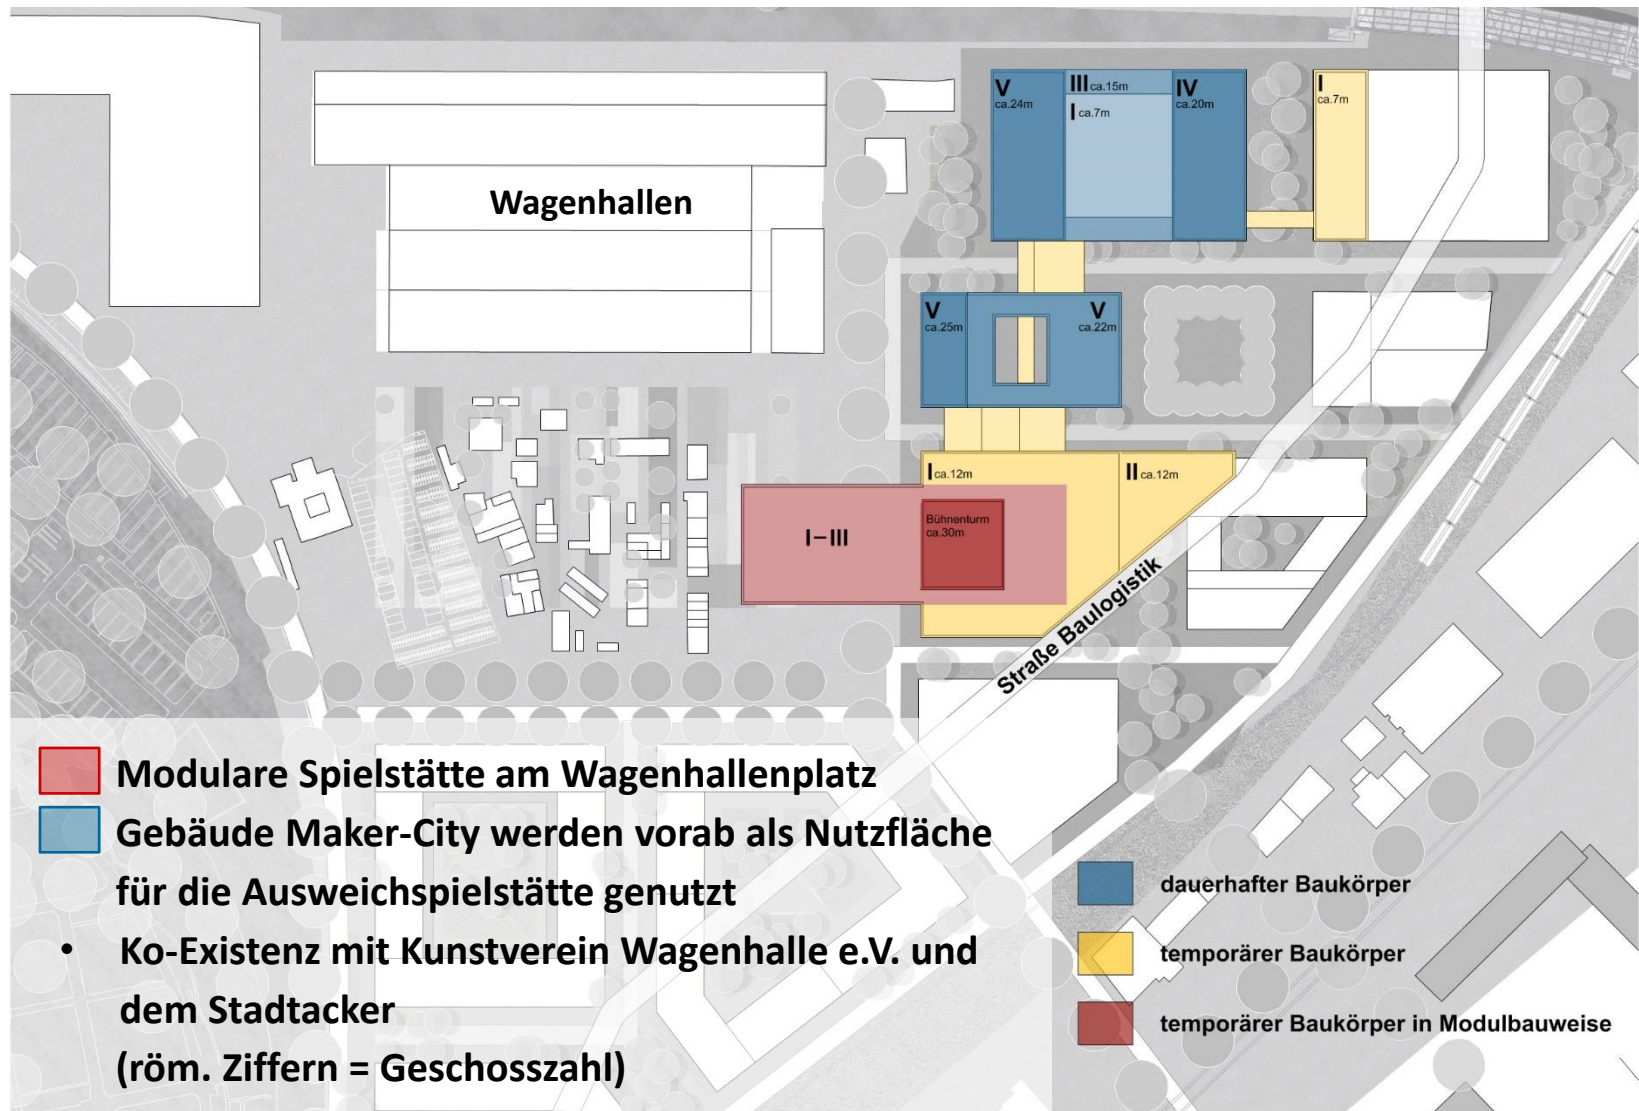 V
ca.24m
III ca.15m
I ca.7m
IV
ca.20m
I
ca.7m
Wagenhallen
V
ca.25m
V
ca.22m
I ca.12m
II ca.12m
Bühnenturm
ca.30m
I–III
Straße Baulogistik
Modulare Spielstätte am Wagenhallenplatz
Gebäude Maker-City werden vorab als Nutzfläche
für die Ausweichspielstätte genutzt
• Ko-Existenz mit Kunstverein Wagenhalle e.V. und
dem Stadtacker
(röm. Ziffern = Geschosszahl)
dauerhafter Baukörper
temporärer Baukörper
temporärer Baukörper in Modulbauweise